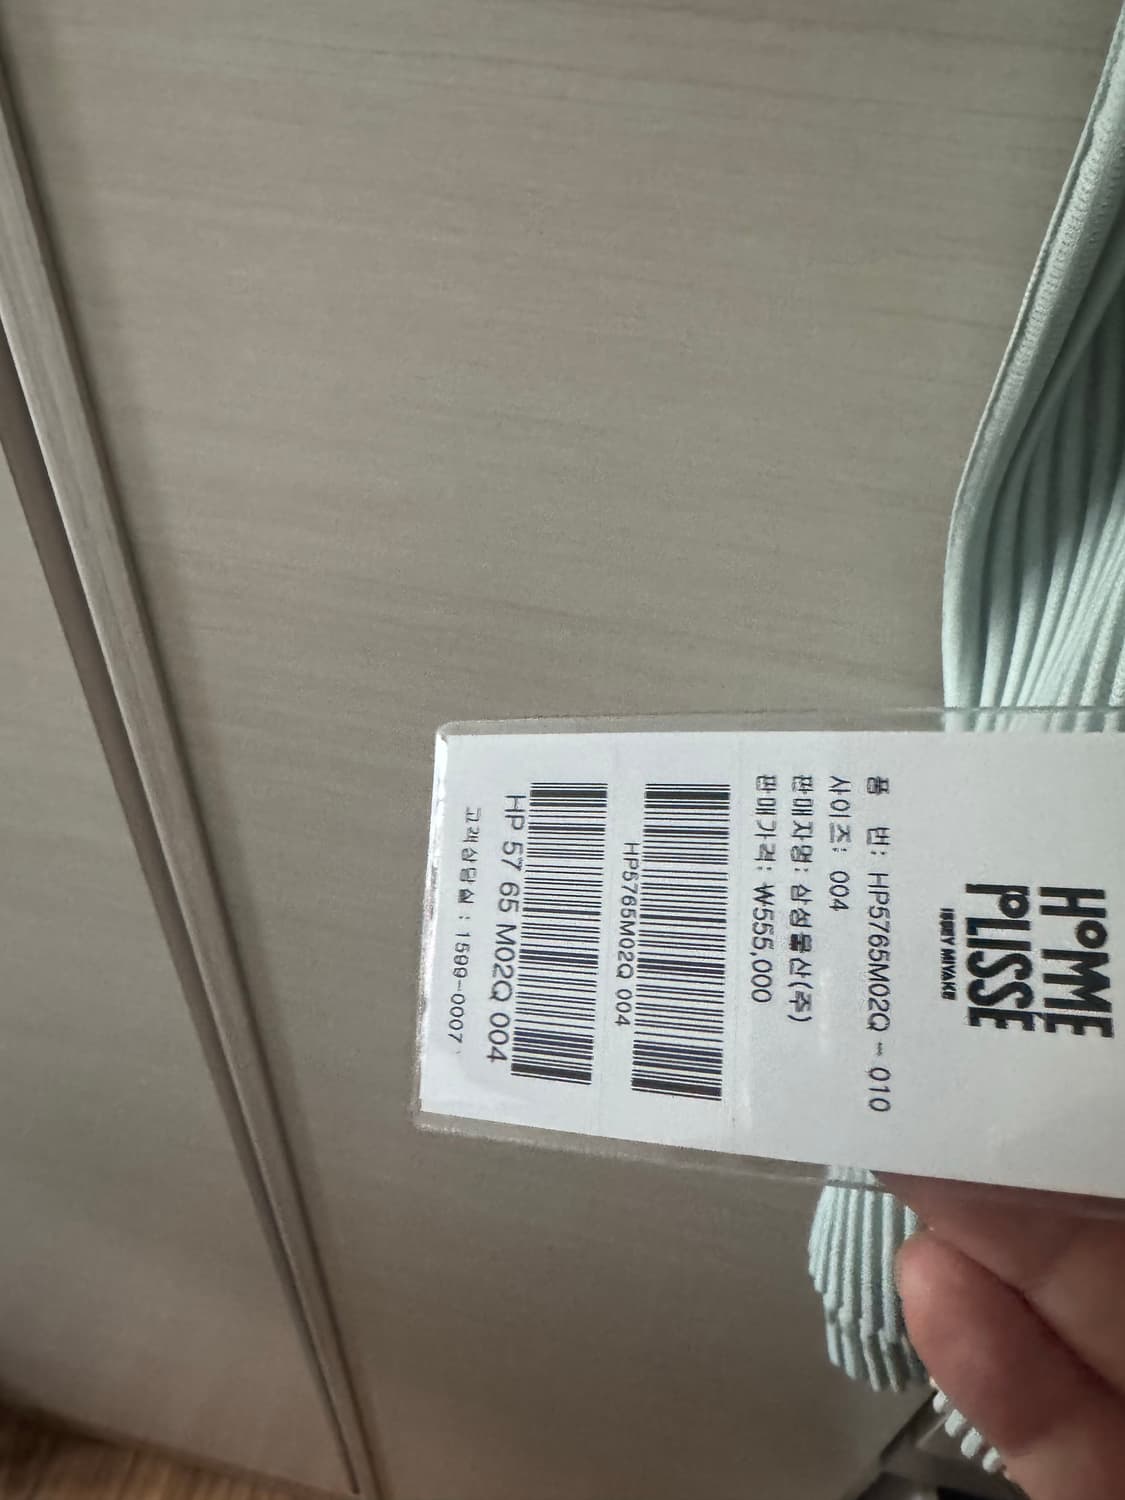 HOMME
PLISSÉ
ISSEY MIYAKE
품 번: HP5765M02Q - 010
사이즈: 004
판매자명: 삼성물산(주)
판매가격: ₩555,000
HP5765M02Q 004
HP 57 65 M02Q 004
고객상담실 : 1599-0007